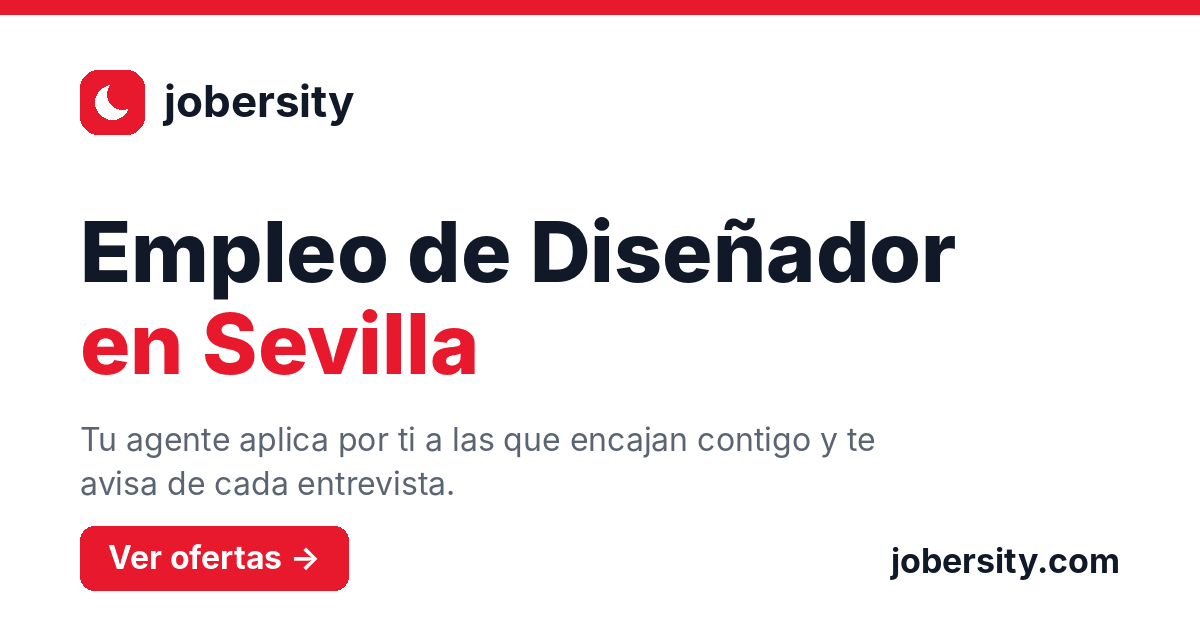 jobersity
Empleo de Diseñador
en Sevilla
Tu agente aplica por ti a las que encajan contigo y te
avisa de cada entrevista.
Ver ofertas →
jobersity.com